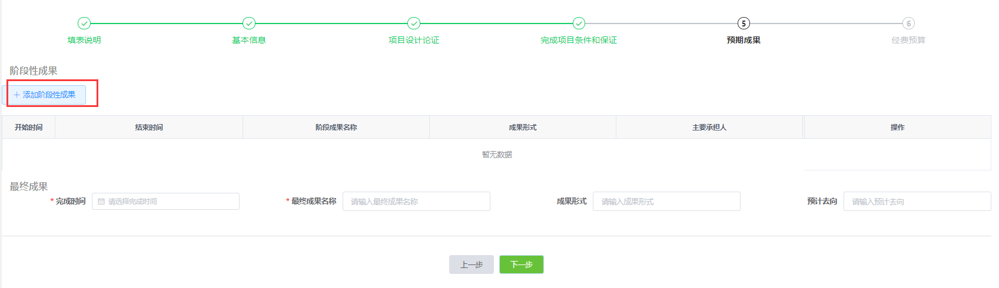 5 6
填表说明 基本信息 项目设计论证 完成项目条件和保证 预期成果 经费预算
阶段性成果
+ 添加阶段性成果
开始时间 结束时间 阶段成果名称 成果形式 主要承担人 操作
暂无数据
最终成果
* 完成时间 请选择完成时间 * 最终成果名称 请输入最终成果名称 成果形式 请输入成果形式 预计去向 请输入预计去向
上一步 下一步